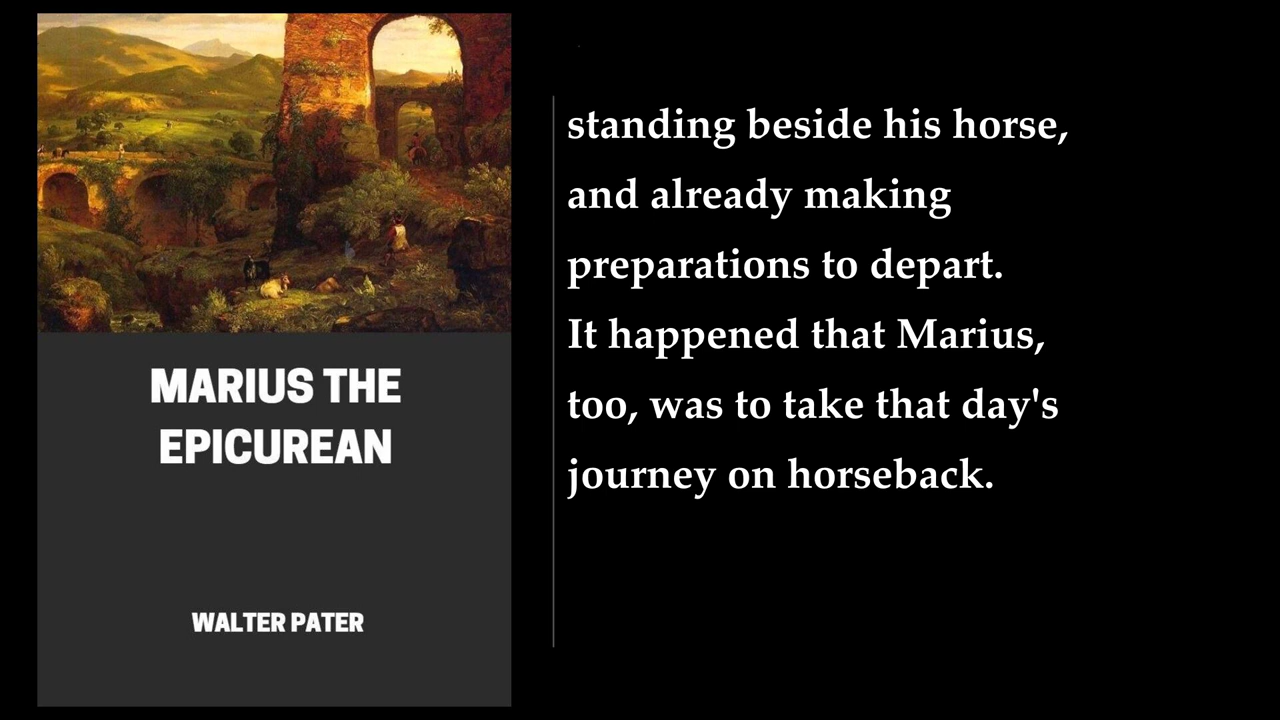 MARIUS THE
EPICUREAN
WALTER PATER
standing beside his horse,
and already making
preparations to depart.
It happened that Marius,
too, was to take that day's
journey on horseback.